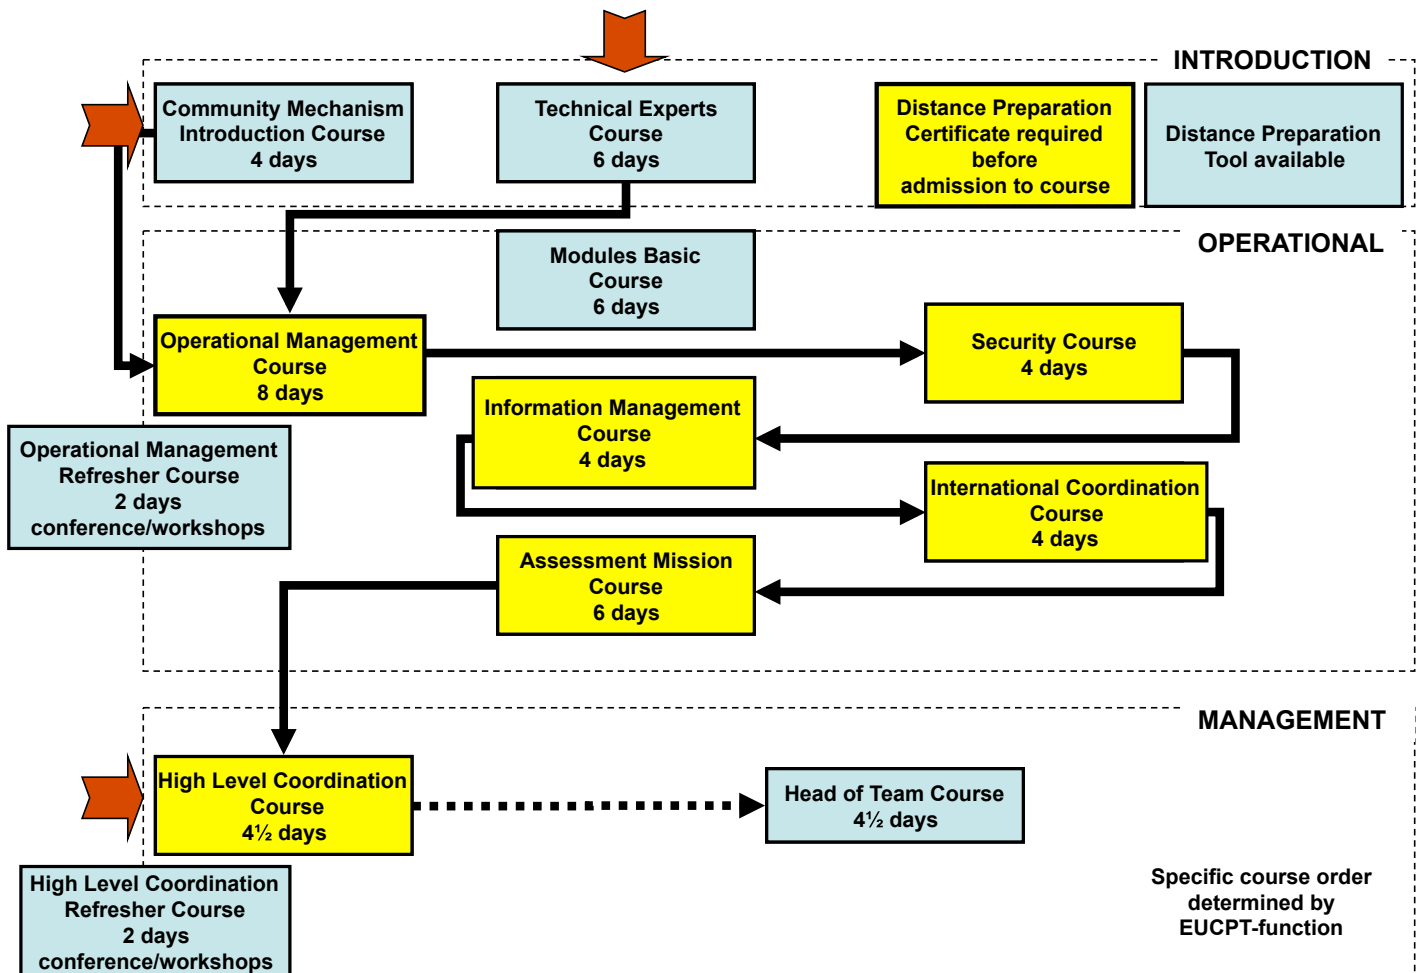 INTRODUCTION
Community Mechanism
Introduction Course
4 days
Technical Experts
Course
6 days
Distance Preparation
Certificate required
before
admission to course
Distance Preparation
Tool available
OPERATIONAL
Modules Basic
Course
6 days
Operational Management
Course
8 days
Security Course
4 days
Information Management
Course
4 days
Operational Management
Refresher Course
2 days
conference/workshops
International Coordination
Course
4 days
Assessment Mission
Course
6 days
MANAGEMENT
High Level Coordination
Course
4½ days
Head of Team Course
4½ days
High Level Coordination
Refresher Course
2 days
conference/workshops
Specific course order
determined by
EUCPT-function